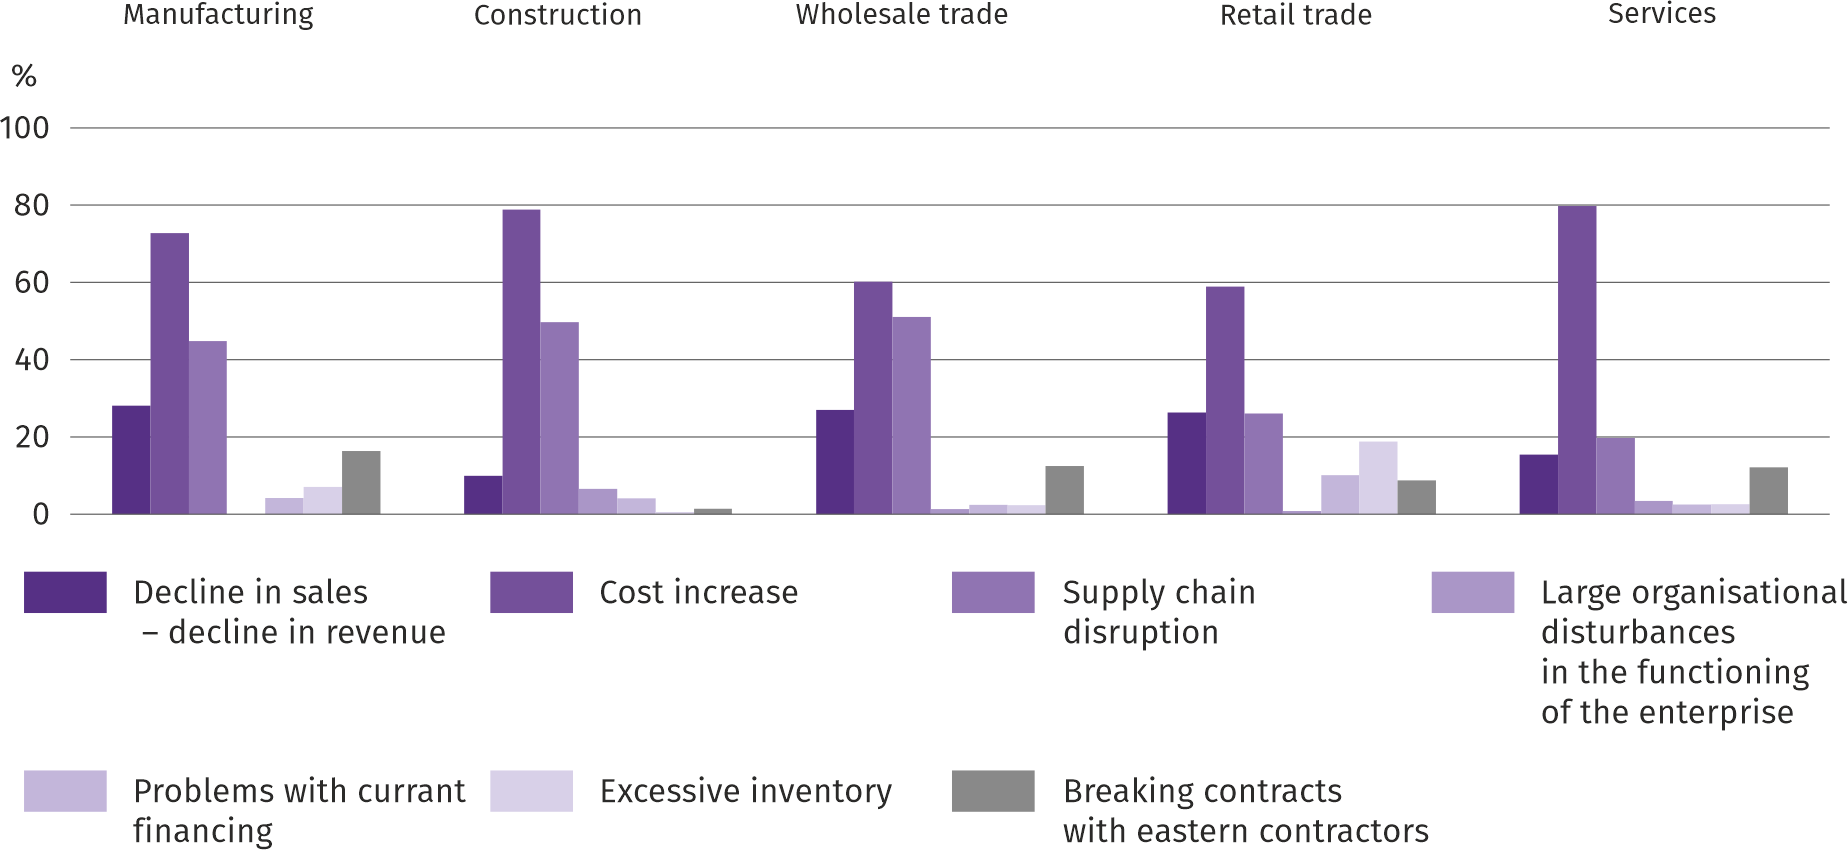 Manufacturing
Construction
Wholesale trade
Retail trade
Services
%
100
80
60
40
20
0
Decline in sales
– decline in revenue
Cost increase
Supply chain
disruption
Large organisational
disturbances
in the functioning
of the enterprise
Problems with currant
financing
Excessive inventory
Breaking contracts
with eastern contractors